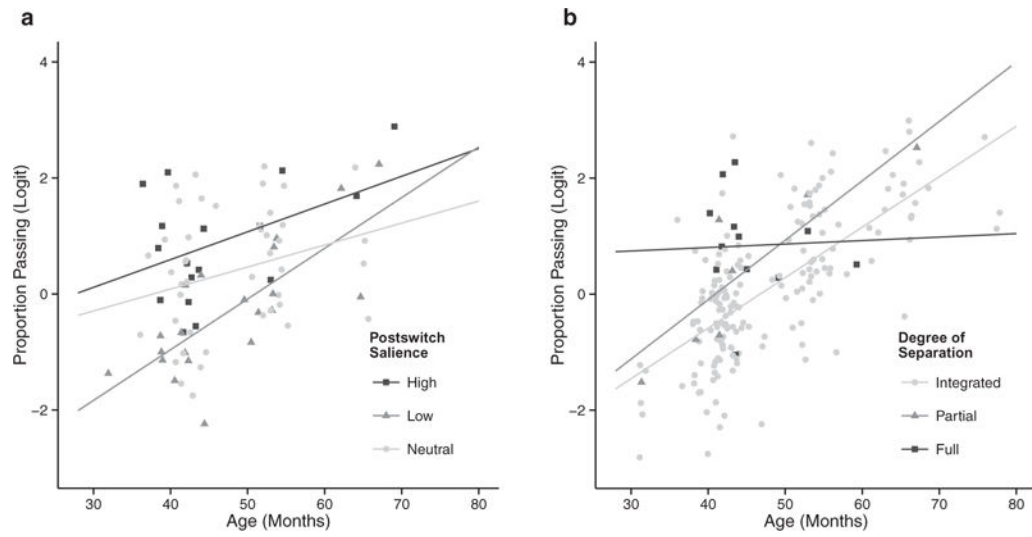 a
Proportion Passing (Logit)
4
2
0
−2
30
40
50
60
70
80
Age (Months)
Postswitch
Salience
High
Low
Neutral
b
Proportion Passing (Logit)
4
2
0
−2
30
40
50
60
70
80
Age (Months)
Degree of
Separation
Integrated
Partial
Full